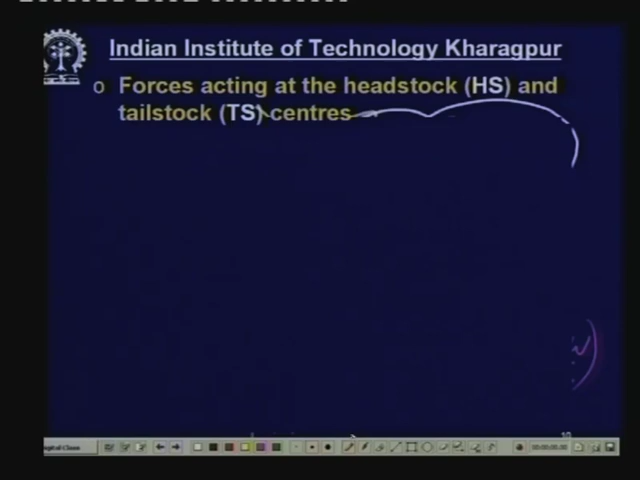 Indian Institute of Technology Kharagpur
o Forces acting at the headstock (HS) and
tailstock (TS) centres